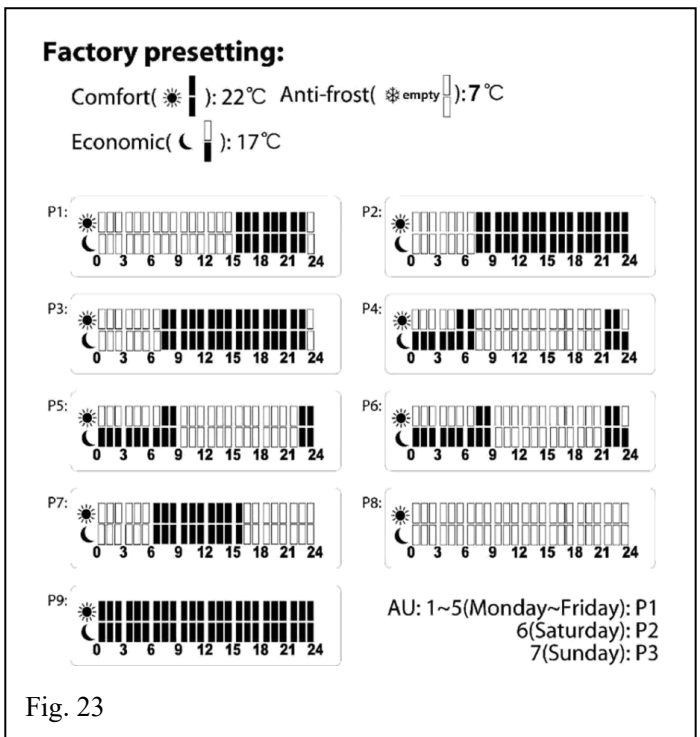 Factory presetting:
Comfort( ): 22℃ Anti-frost( empty ):7℃
Economic( ): 17℃
P1: P2:
0 3 6 9 12 15 18 21 24 0 3 6 9 12 15 18 21 24
P3: P4:
0 3 6 9 12 15 18 21 24 0 3 6 9 12 15 18 21 24
P5: P6:
0 3 6 9 12 15 18 21 24 0 3 6 9 12 15 18 21 24
P7: P8:
0 3 6 9 12 15 18 21 24 0 3 6 9 12 15 18 21 24
P9:
0 3 6 9 12 15 18 21 24
AU: 1~5(Monday~Friday): P1
6(Saturday): P2
7(Sunday): P3
Fig. 23